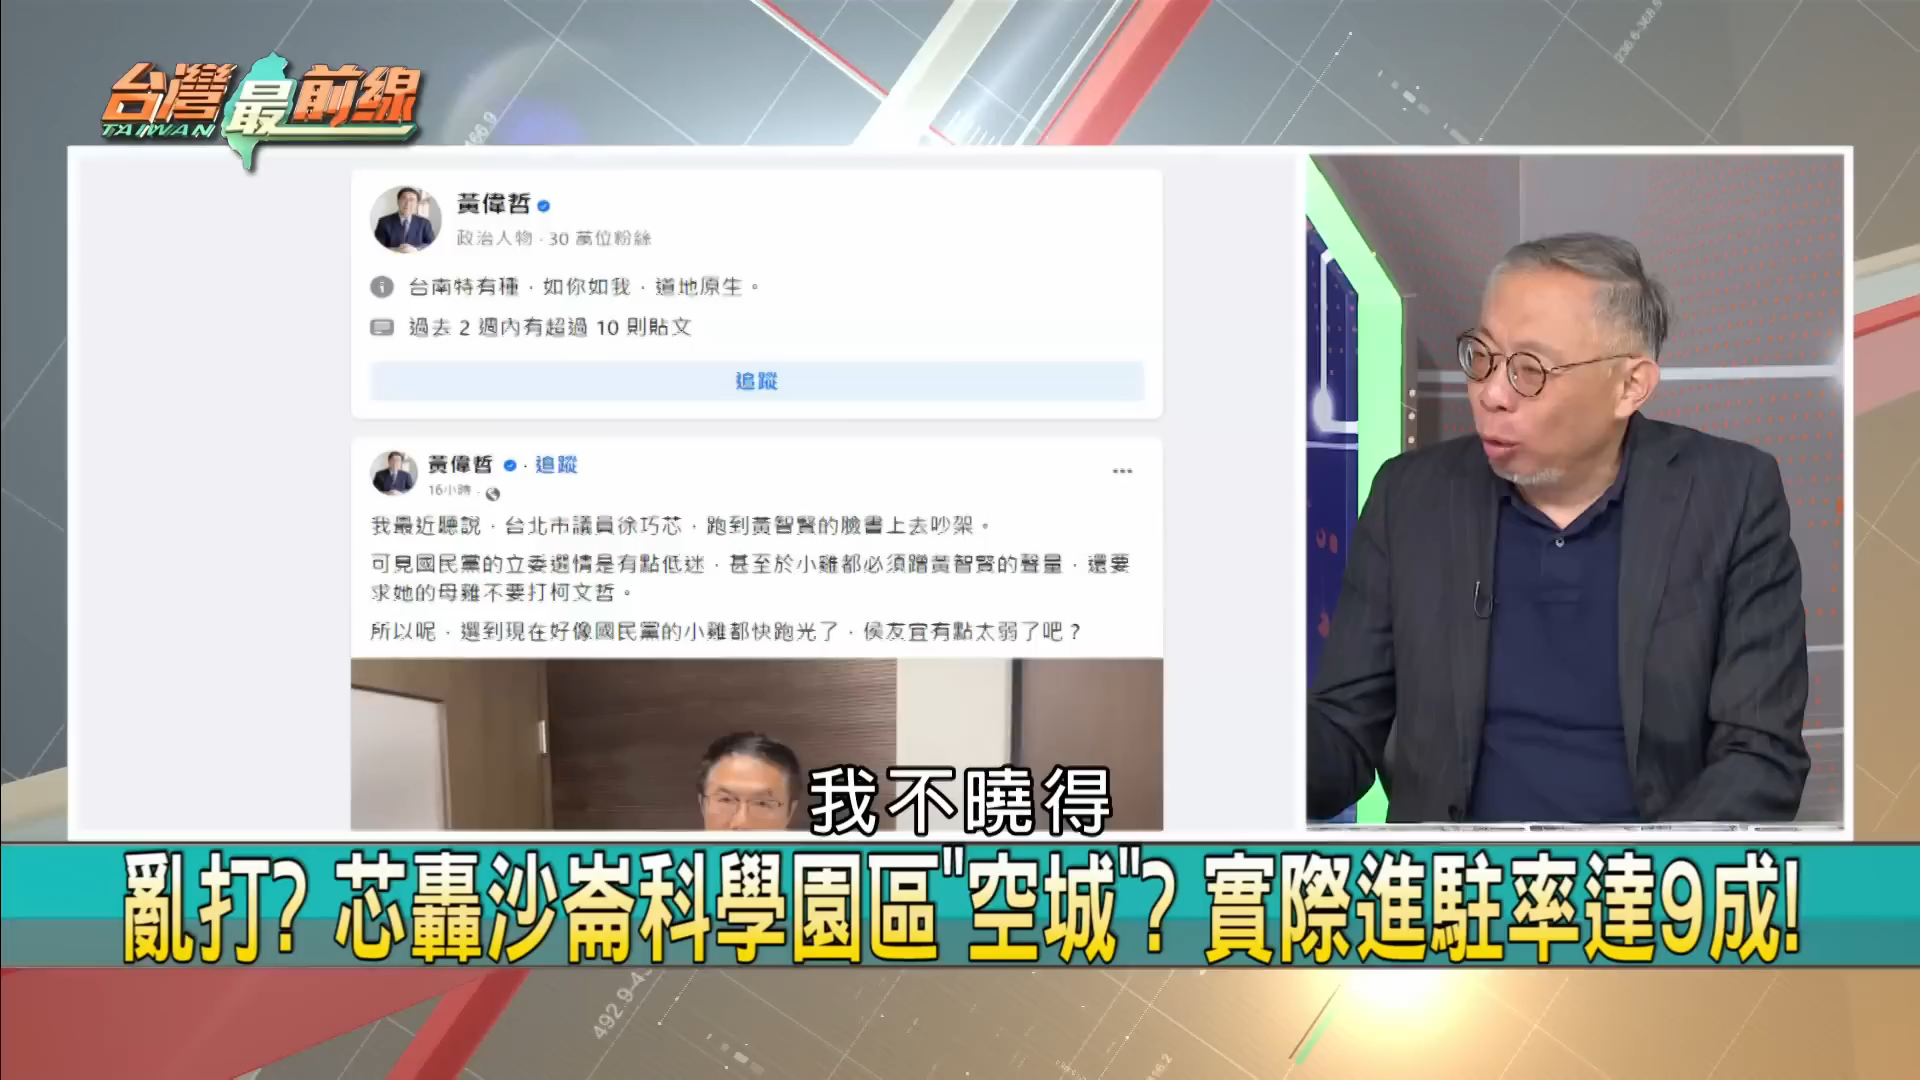 台灣最前線
TAIWAN
黃偉哲
政治人物 · 30 萬位粉絲
台南特有種，如你如我，道地原生。
過去 2 週內有超過 10 則貼文
追蹤
黃偉哲 · 追蹤
16小時 ·
我最近聽說，台北市議員徐巧芯，跑到黃智賢的臉書上去吵架。
可見國民黨的立委選情是有點低迷，甚至於小雞都必須蹭黃智賢的聲量，還要
求她的母雞不要打柯文哲。
所以呢，選到現在好像國民黨的小雞都快跑光了，侯友宜有點太弱了吧？
我不曉得
亂打? 芯轟沙崙科學園區"空城"? 實際進駐率達9成!